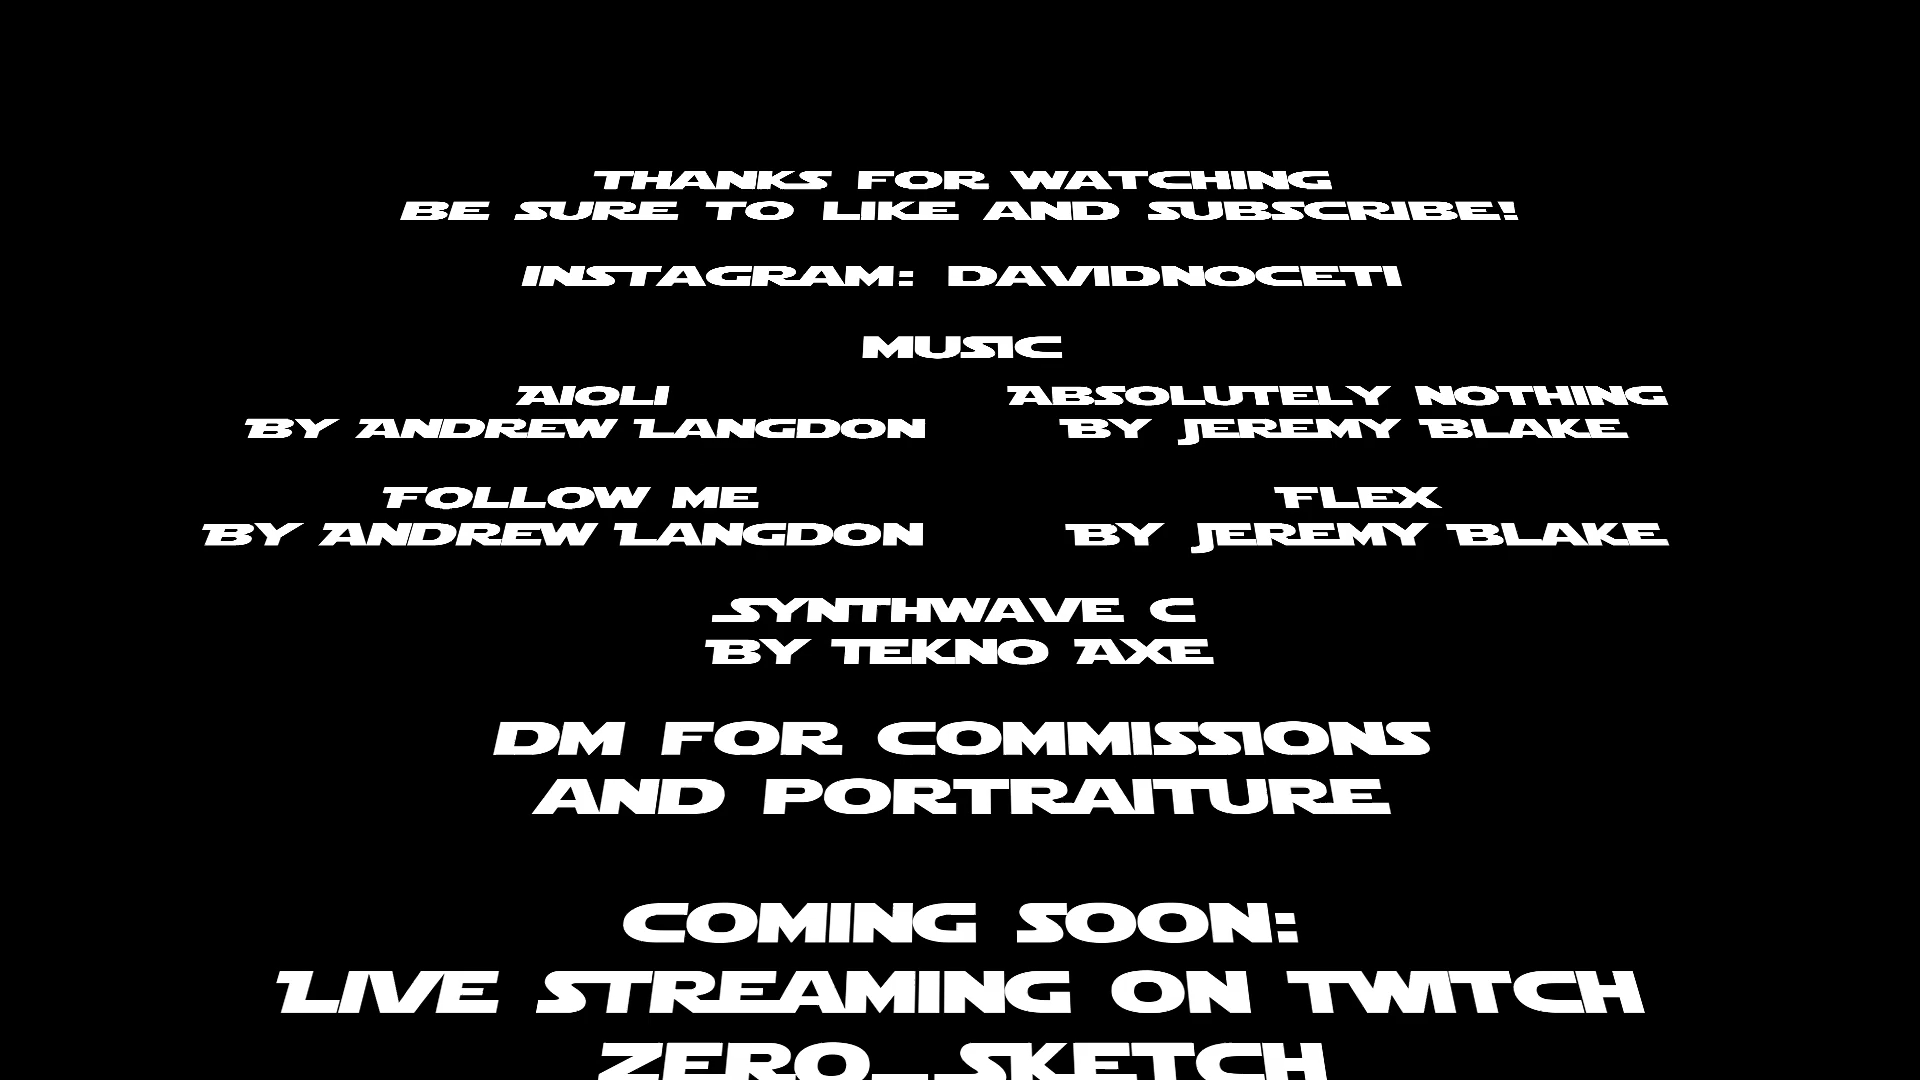 THANKS FOR WATCHING
BE SURE TO LIKE AND SUBSCRIBE!
INSTAGRAM: DAVIDNOCETI
MUSIC
AIOLI
BY ANDREW LANGDON
ABSOLUTELY NOTHING
BY JEREMY BLAKE
FOLLOW ME
BY ANDREW LANGDON
FLEX
BY JEREMY BLAKE
SYNTHWAVE C
BY TEKNO AXE
DM FOR COMMISSIONS
AND PORTRAITURE
COMING SOON:
LIVE STREAMING ON TWITCH
ZERO_SKETCH